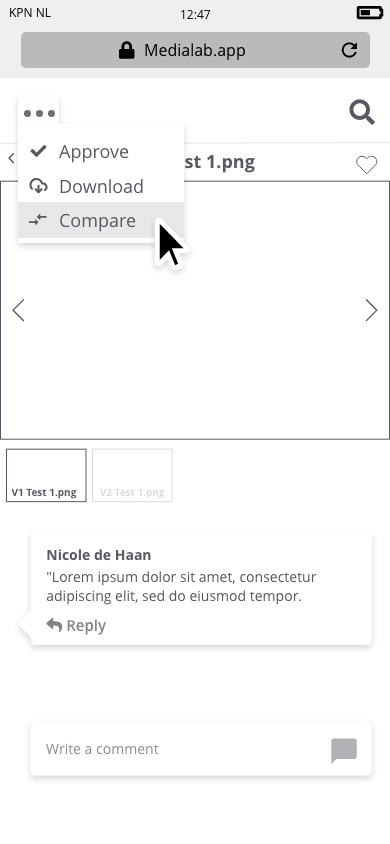 KPN NL
12:47
Medialab.app
Approve
st 1.png
Download
Compare
V1 Test 1.png
V2 Test 1.png
Nicole de Haan
"Lorem ipsum dolor sit amet, consectetur
adipiscing elit, sed do eiusmod tempor.
Reply
Write a comment